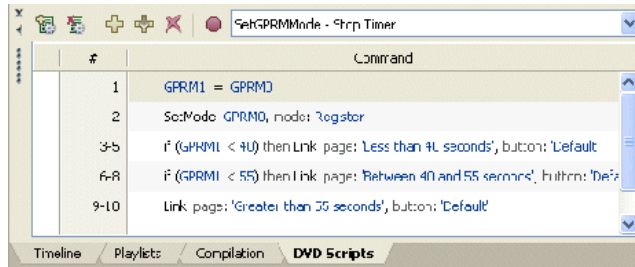 SetGPRMMode - Stop Timer
# Command
1 GPRM1 = GPRM0
2 SetMode GPRM0, mode: Register
3-5 if (GPRM1 < 40) then Link page: 'Less than 40 seconds', button: 'Default'
6-8 if (GPRM1 < 55) then Link page: 'Between 40 and 55 seconds', button: 'Defa
9-10 Link page: 'Greater than 55 seconds', button: 'Default'
Timeline Playlists Compilation DVD Scripts